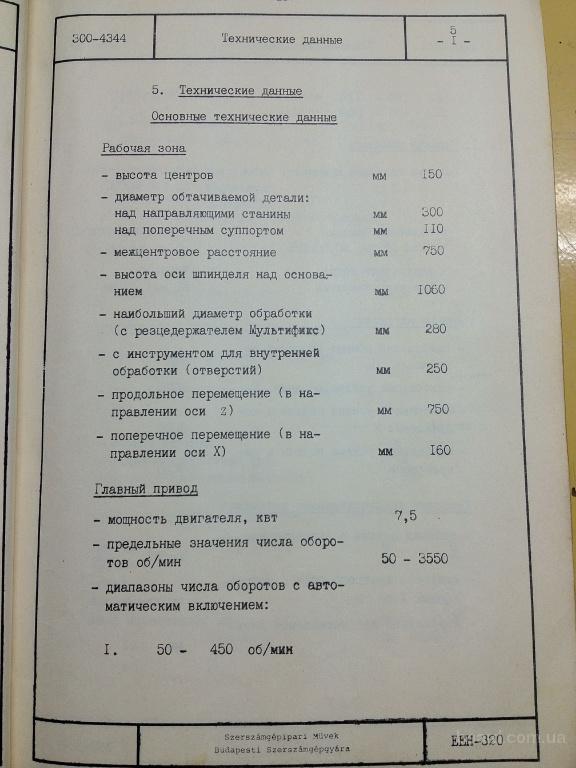 300-4344 Технические данные 5
- I -
5. Технические данные
Основные технические данные
Рабочая зона
- высота центров мм I50
- диаметр обтачиваемой детали:
над направляющими станины мм 300
над поперечным суппортом мм II0
- межцентровое расстояние мм 750
- высота оси шпинделя над основа-
нием мм I060
- наибольший диаметр обработки
(с резцедержателем Мультификс) мм 280
- с инструментом для внутренней
обработки (отверстий) мм 250
- продольное перемещение (в на-
правлении оси Z) мм 750
- поперечное перемещение (в на-
правлении оси X) мм I60
Главный привод
- мощность двигателя, квт 7,5
- предельные значения числа оборо-
тов об/мин 50 - 3550
- диапазоны числа оборотов с авто-
матическим включением:
I. 50 - 450 об/мин
Szerszámgépipari Művek
Budapesti Szerszámgépgyára
EEH-320